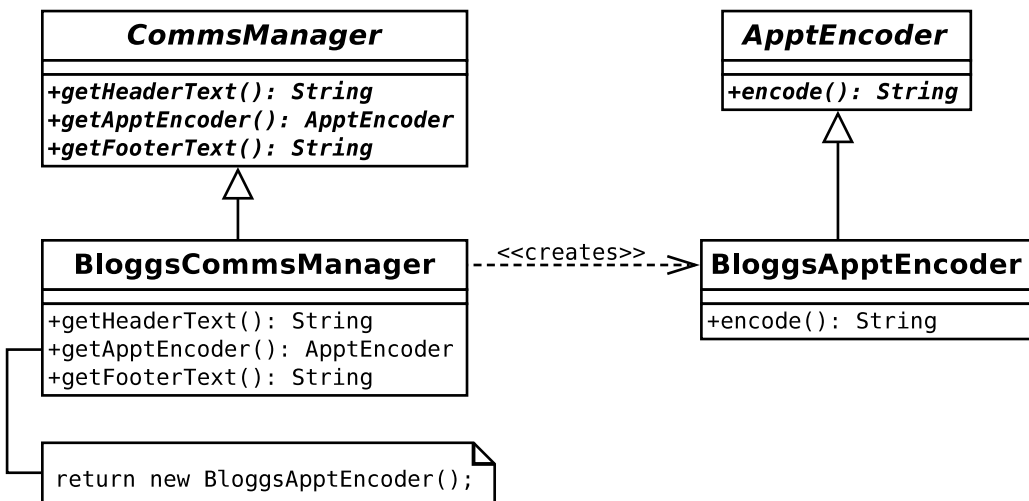 CommsManager
+getHeaderText(): String
+getApptEncoder(): ApptEncoder
+getFooterText(): String
ApptEncoder
+encode(): String
BloggsCommsManager
+getHeaderText(): String
+getApptEncoder(): ApptEncoder
+getFooterText(): String
<<creates>>
BloggsApptEncoder
+encode(): String
return new BloggsApptEncoder();